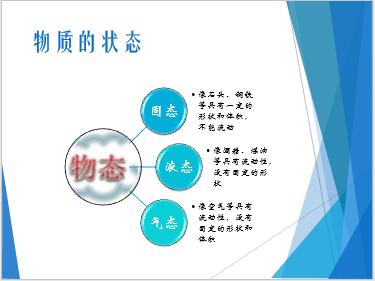 物质的状态
物态
固态
• 像石头、钢铁
等具有一定的
形状和体积，
不能流动
液态
• 像酒精、煤油
等具有流动性，
没有固定的形
状
气态
• 像空气等具有
流动性，没有
固定的形状和
体积